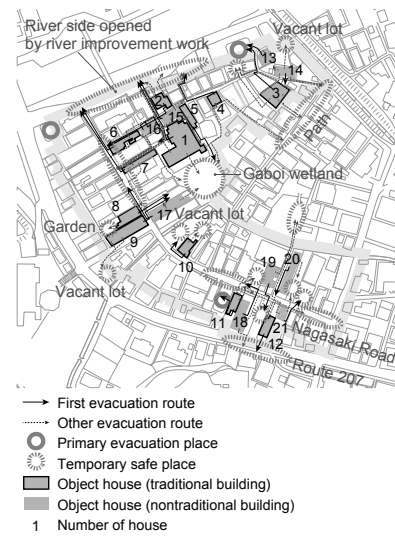 River side opened
by river improvement work
Vacant lot
13
14
3
2
15
5
4
6
16
1
Path
7
Gaboi wetland
8
17
Vacant lot
Garden
9
10
Vacant lot
19
20
11
18
21
12
Nagasaki Road
Route 207
First evacuation route
Other evacuation route
Primary evacuation place
Temporary safe place
Object house (traditional building)
Object house (nontraditional building)
1 Number of house